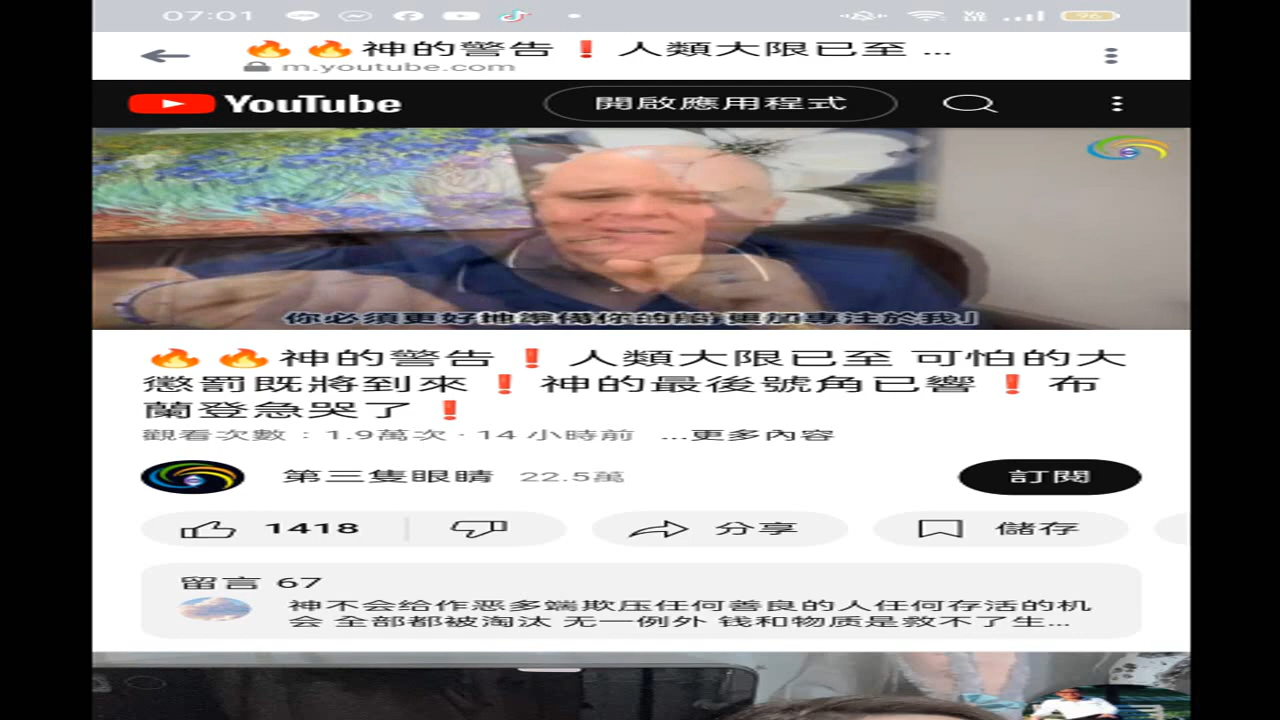 07:01
96
🔥🔥神的警告❗人類大限已至 ...
m.youtube.com
YouTube
開啟應用程式
你必須更好地準備你的船 更加專注於我」
🔥🔥神的警告❗人類大限已至 可怕的大
懲罰既將到來❗神的最後號角已響❗布
蘭登急哭了❗
觀看次數：1.9萬次 · 14 小時前 ...更多內容
第三隻眼睛 22.5萬
訂閱
1418
分享
儲存
留言 67
神不会给作恶多端欺压任何善良的人任何存活的机
会 全部都被淘汰 无一例外 钱和物质是救不了生...